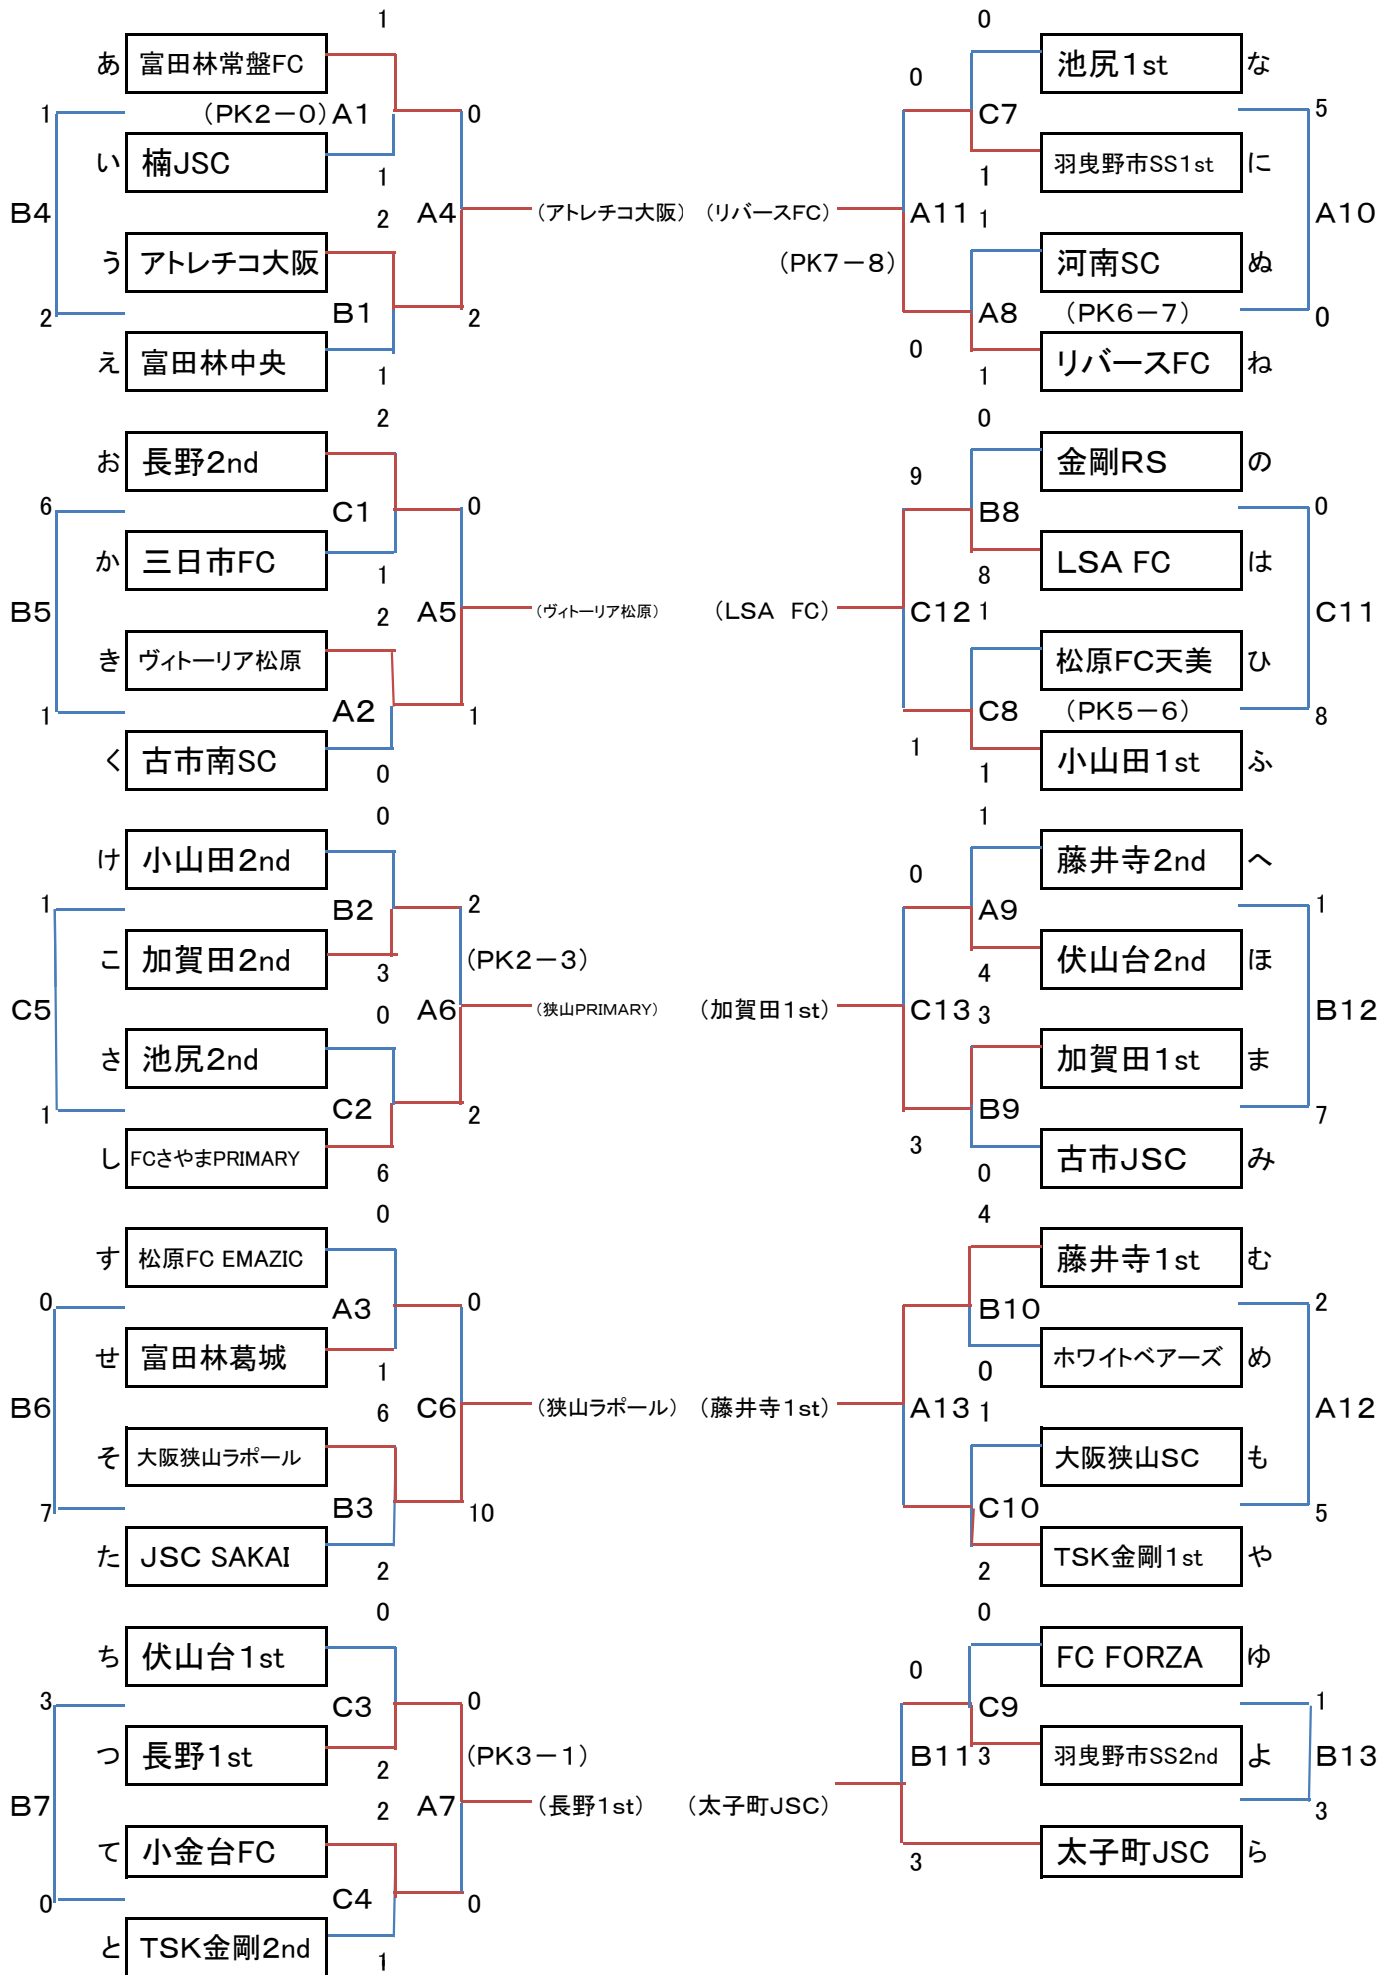 1
0
あ 富田林常盤FC
池尻1st な
0
1 (PK2-0) A1 0
C7 5
い 楠JSC
羽曳野市SS1st に
1
1
B4 A4 (アトレチコ大阪) (リバースFC) A11 A10
2
1
う アトレチコ大阪
(PK7-8) 河南SC ぬ
2 B1 2
A8 (PK6-7) 0
え 富田林中央
0
リバースFC ね
1
1
2
0
お 長野2nd
9
金剛RS の
6 C1 0
B8 0
か 三日市FC
LSA FC は
1
8
B5 A5 (ヴィトーリア松原) (LSA FC) C12 C11
2
1
き ヴィトーリア松原
松原FC天美 ひ
1 A2 1
C8 (PK5-6) 8
く 古市南SC
1
小山田1st ふ
0
1
0
1
け 小山田2nd
0
藤井寺2nd へ
1 B2 2
A9 1
こ 加賀田2nd
(PK2-3)
伏山台2nd ほ
3
4
C5 A6 (狭山PRIMARY) (加賀田1st) C13 B12
0
3
さ 池尻2nd
加賀田1st ま
1 C2 2
B9 7
し FCさやまPRIMARY
3
古市JSC み
6
0
0
4
す 松原FC EMAZIC
藤井寺1st む
0 A3 0
B10 2
せ 富田林葛城
ホワイトベアーズ め
1
0
B6 C6 (狭山ラポール) (藤井寺1st) A13 A12
6
1
そ 大阪狭山ラポール
大阪狭山SC も
7 B3 10
C10 5
た JSC SAKAI
TSK金剛1st や
2
2
0
0
ち 伏山台1st
0
FC FORZA ゆ
3 C3 0
C9 1
つ 長野1st
(PK3-1)
B11 3 羽曳野市SS2nd よ B13
2
B7 A7 (長野1st) (太子町JSC)
2
3
て 小金台FC
3
太子町JSC ら
0 C4 0
と TSK金剛2nd
1